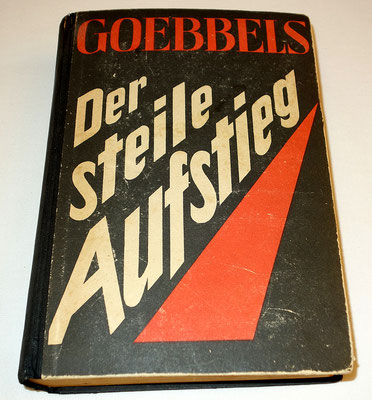 GOEBBELS
Der
steile
Aufstieg